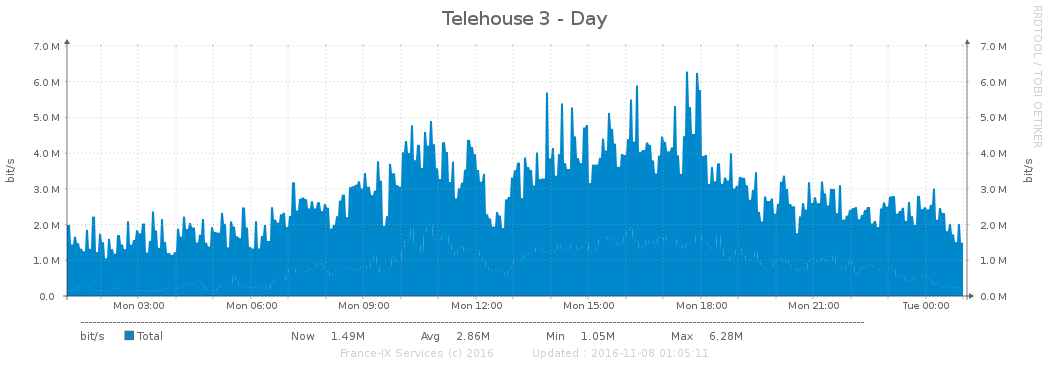 Telehouse 3 - Day
RRDTOOL / TOBI OETIKER
bit/s
7.0 M 7.0 M
6.0 M 6.0 M
5.0 M 5.0 M
4.0 M 4.0 M
3.0 M 3.0 M
2.0 M 2.0 M
1.0 M 1.0 M
0.0 0.0 M
bit/s
Mon 03:00 Mon 06:00 Mon 09:00 Mon 12:00 Mon 15:00 Mon 18:00 Mon 21:00 Tue 00:00
bit/s Total Now 1.49M Avg 2.86M Min 1.05M Max 6.28M
France-IX Services (c) 2016 Updated : 2016-11-08 01:05:11